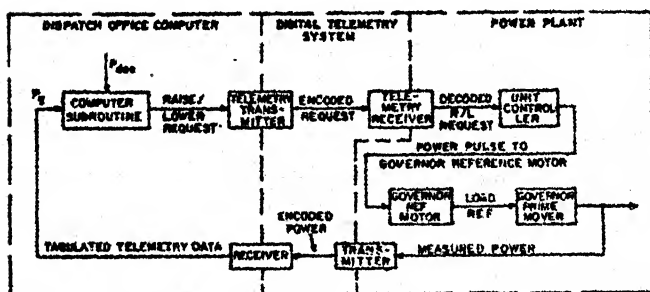 DISPATCH OFFICE COMPUTER
DIGITAL TELEMETRY
SYSTEM
POWER PLANT
Pdes
Pg
COMPUTER
SUBROUTINE
RAISE/
LOWER
REQUEST
TELEMETRY
TRANS-
MITTER
ENCODED
REQUEST
TELE-
METRY
RECEIVER
DECODED
R/L
REQUEST
UNIT
CONTROL-
LER
POWER PULSE TO
GOVERNOR REFERENCE MOTOR
GOVERNOR
REF
MOTOR
LOAD
REF
GOVERNOR
PRIME
MOVER
ENCODED
POWER
TABULATED TELEMETRY DATA
RECEIVER
TRANS-
MITTER
MEASURED POWER